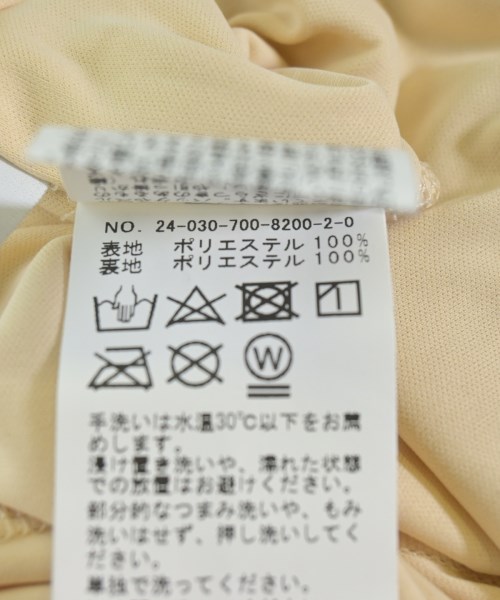 NO. 24-030-700-8200-2-0
表地 ポリエステル 100%
裏地 ポリエステル 100%
W
手洗いは水温30℃以下をお薦
めします。
浸け置き洗いや、濡れた状態
での放置はお避けください。
部分的なつまみ洗いや、もみ
洗いはせず、押し洗いしてく
ださい。
単独で洗ってください。